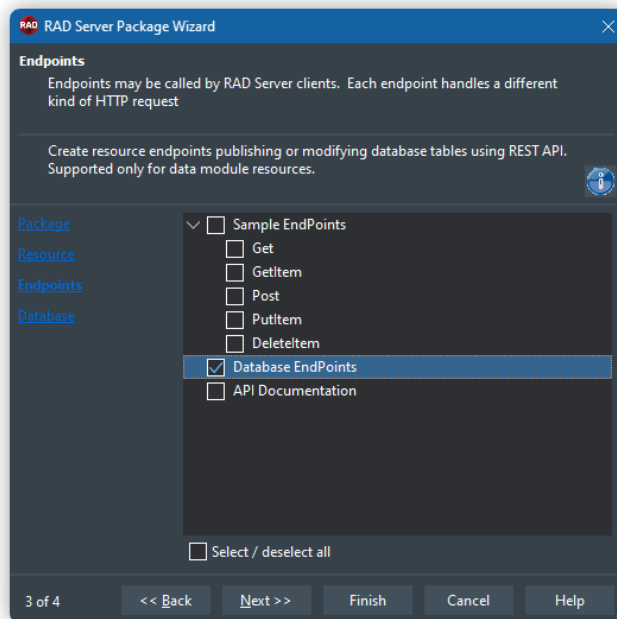 RAD RAD Server Package Wizard
Endpoints
Endpoints may be called by RAD Server clients. Each endpoint handles a different
kind of HTTP request
Create resource endpoints publishing or modifying database tables using REST API.
Supported only for data module resources.
Package
Resource
Endpoints
Database
Sample EndPoints
Get
GetItem
Post
PutItem
DeleteItem
Database EndPoints
API Documentation
Select / deselect all
3 of 4
<< Back
Next >>
Finish
Cancel
Help